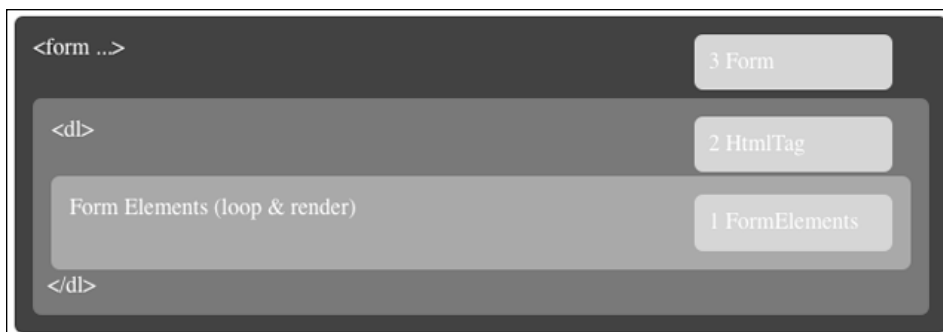 <form ...>
3 Form
<dl>
2 HtmlTag
Form Elements (loop & render)
1 FormElements
</dl>